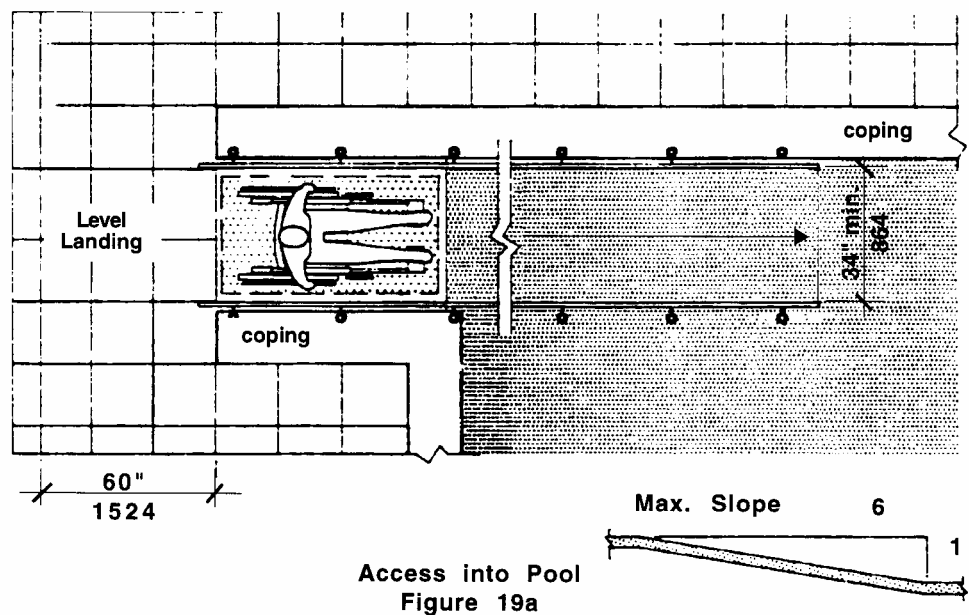 coping
Level
Landing
34" min.
864
coping
60"
1524
Max. Slope 6
1
Access into Pool
Figure 19a